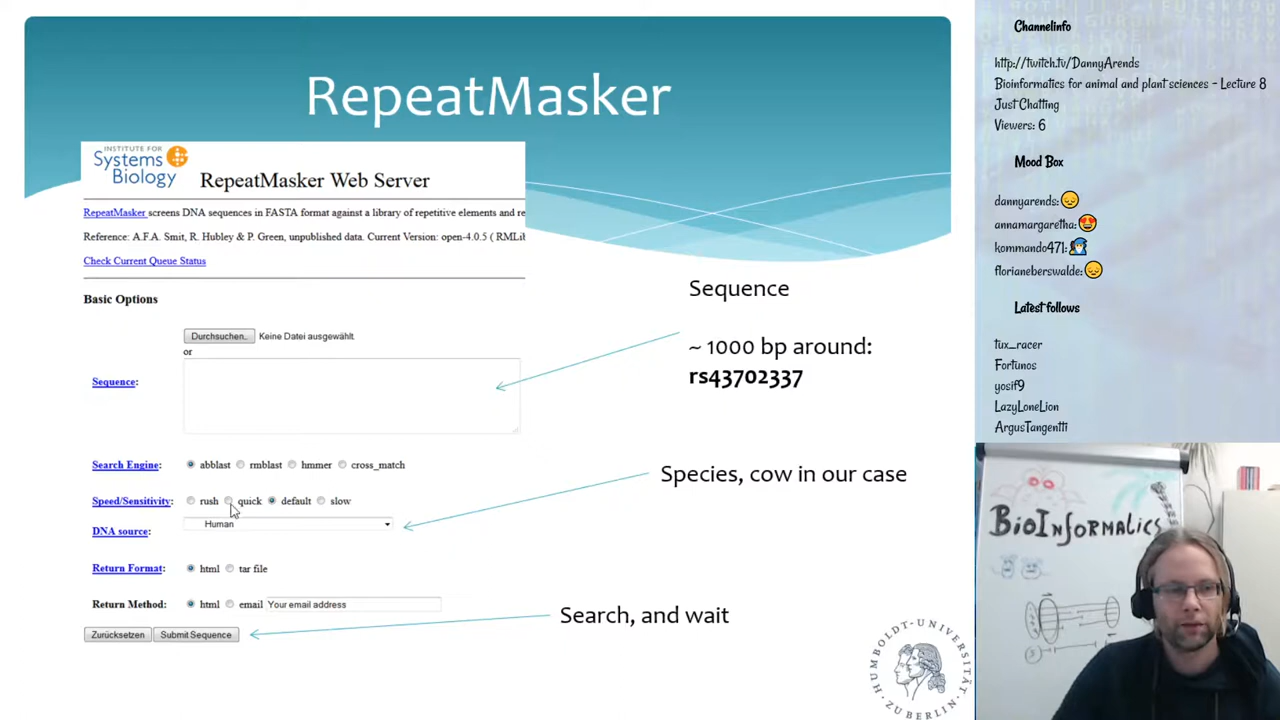 RepeatMasker
INSTITUTE FOR
Systems
Biology
RepeatMasker Web Server
RepeatMasker screens DNA sequences in FASTA format against a library of repetitive elements and re
Reference: A.F.A. Smit, R. Hubley & P. Green, unpublished data. Current Version: open-4.0.5 ( RMLib
Check Current Queue Status
Basic Options
Durchsuchen.. Keine Datei ausgewählt
or
Sequence:
Search Engine: abblast rmblast hmmer cross_match
Speed/Sensitivity: rush quick default slow
DNA source: Human
Return Format: html tar file
Return Method: html email Your email address
Zurücksetzen Submit Sequence
Sequence
~ 1000 bp around:
rs43702337
Species, cow in our case
Search, and wait
HUMBOLDT-UNIVERSITÄT
ZU BERLIN
Channelinfo
http://twitch.tv/DannyArends
Bioinformatics for animal and plant sciences - Lecture 8
Just Chatting
Viewers: 6
Mood Box
dannyarends:
annamargaretha:
kommando471:
florianeberswalde:
Latest follows
tux_racer
Fortunos
yosif9
LazyLoneLion
ArgusTangentti
BioInformatics